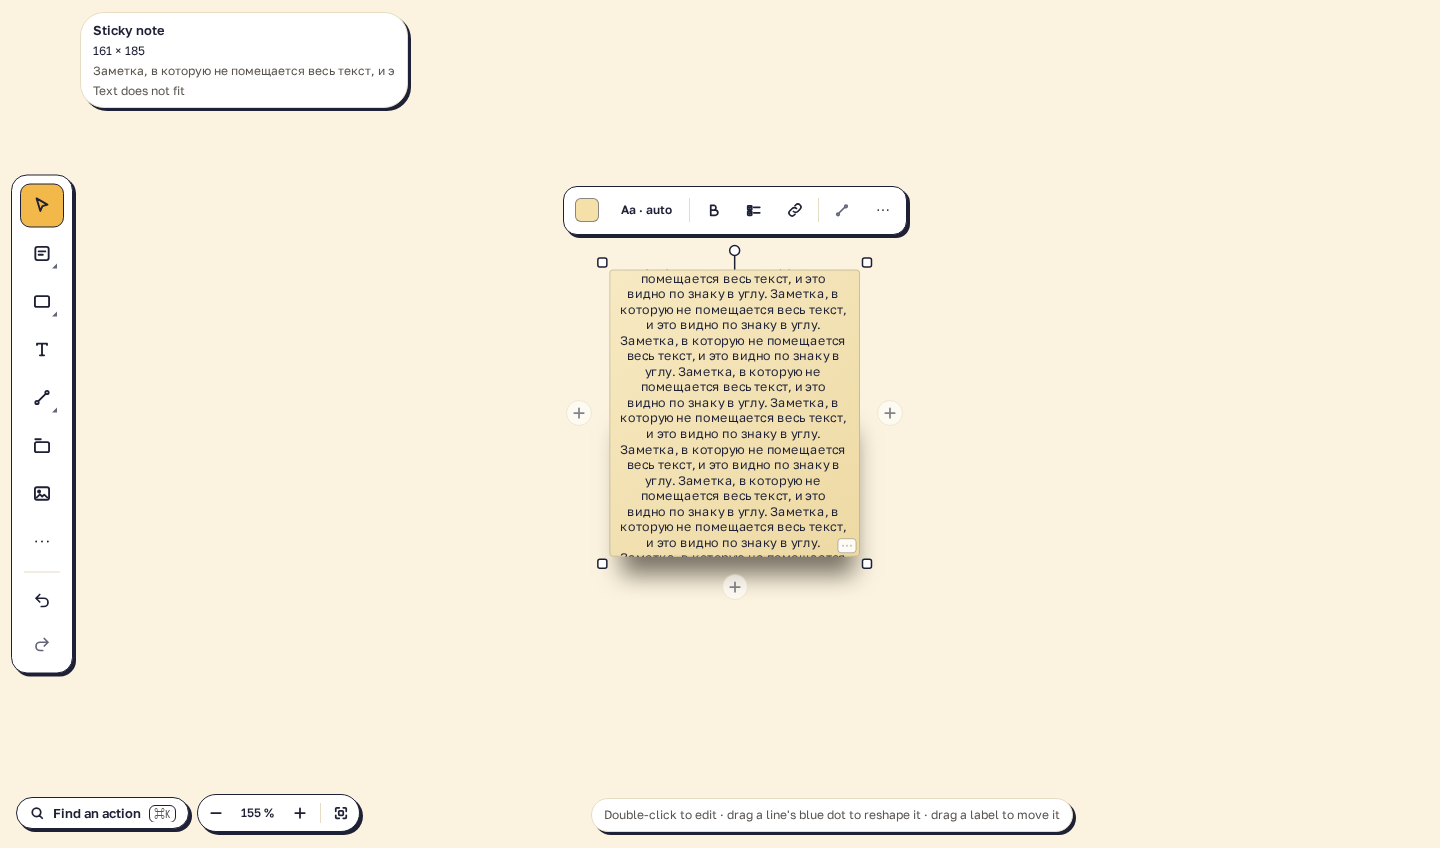 Sticky note
161 × 185
Заметка, в которую не помещается весь текст, и э
Text does not fit
Aa · auto
помещается весь текст, и это
видно по знаку в углу. Заметка, в
которую не помещается весь текст,
и это видно по знаку в углу.
Заметка, в которую не помещается
весь текст, и это видно по знаку в
углу. Заметка, в которую не
помещается весь текст, и это
видно по знаку в углу. Заметка, в
которую не помещается весь текст,
и это видно по знаку в углу.
Заметка, в которую не помещается
весь текст, и это видно по знаку в
углу. Заметка, в которую не
помещается весь текст, и это
видно по знаку в углу. Заметка, в
которую не помещается весь текст,
и это видно по знаку в углу.
Заметка, в которую не помещается
Find an action ⌘K
155 %
Double-click to edit · drag a line's blue dot to reshape it · drag a label to move it